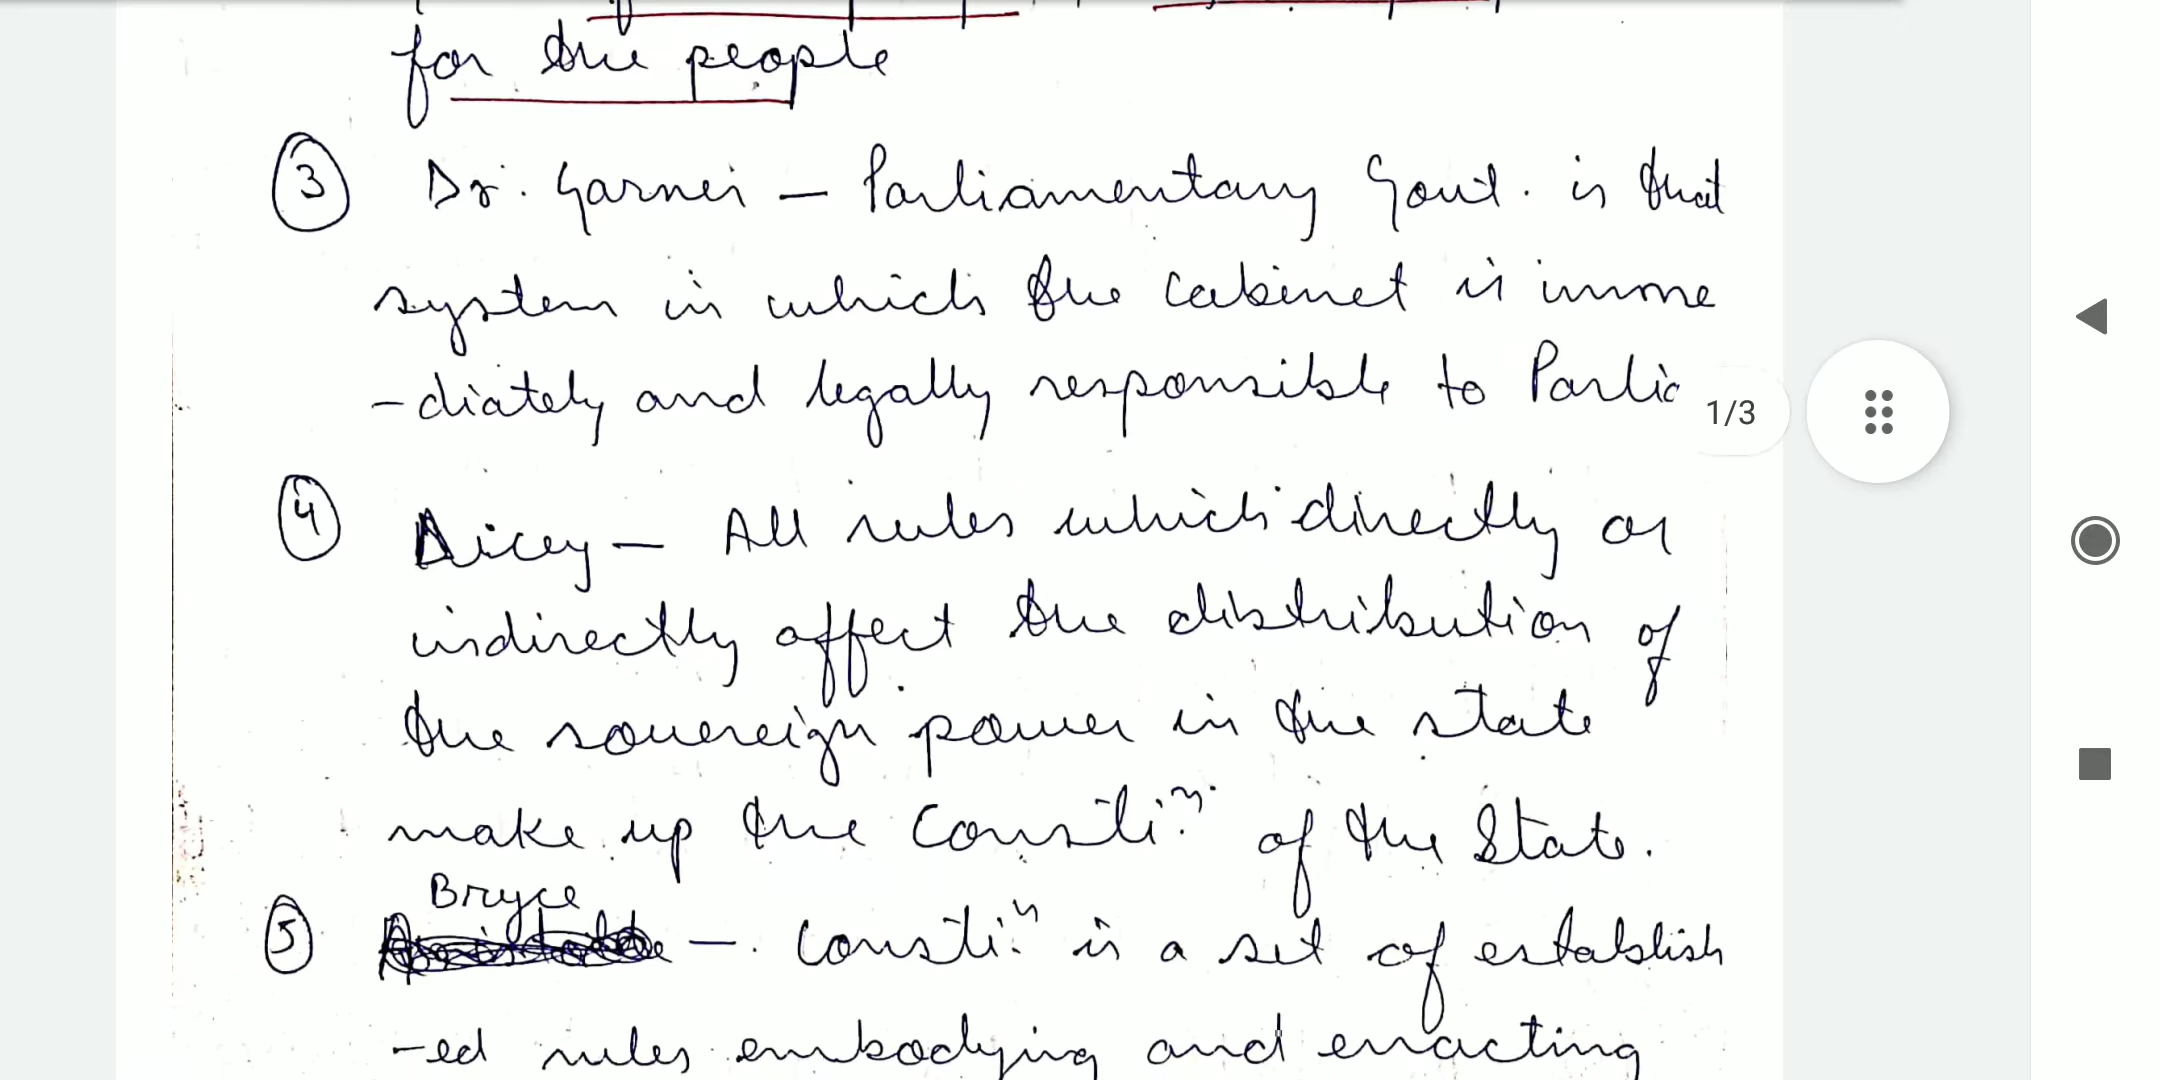 for the people
③ Dr. Garner – Parliamentary Govt. is that
system in which the cabinet is imme
-diately and legally responsible to Parlia
1/3
④ Dicey – All rules which directly or
indirectly affect the distribution of
the sovereign power in the state
make up the Consti.n. of the State.
Bryce
⑤ – Consti.n is a set of establish
-ed rules embodying and enacting